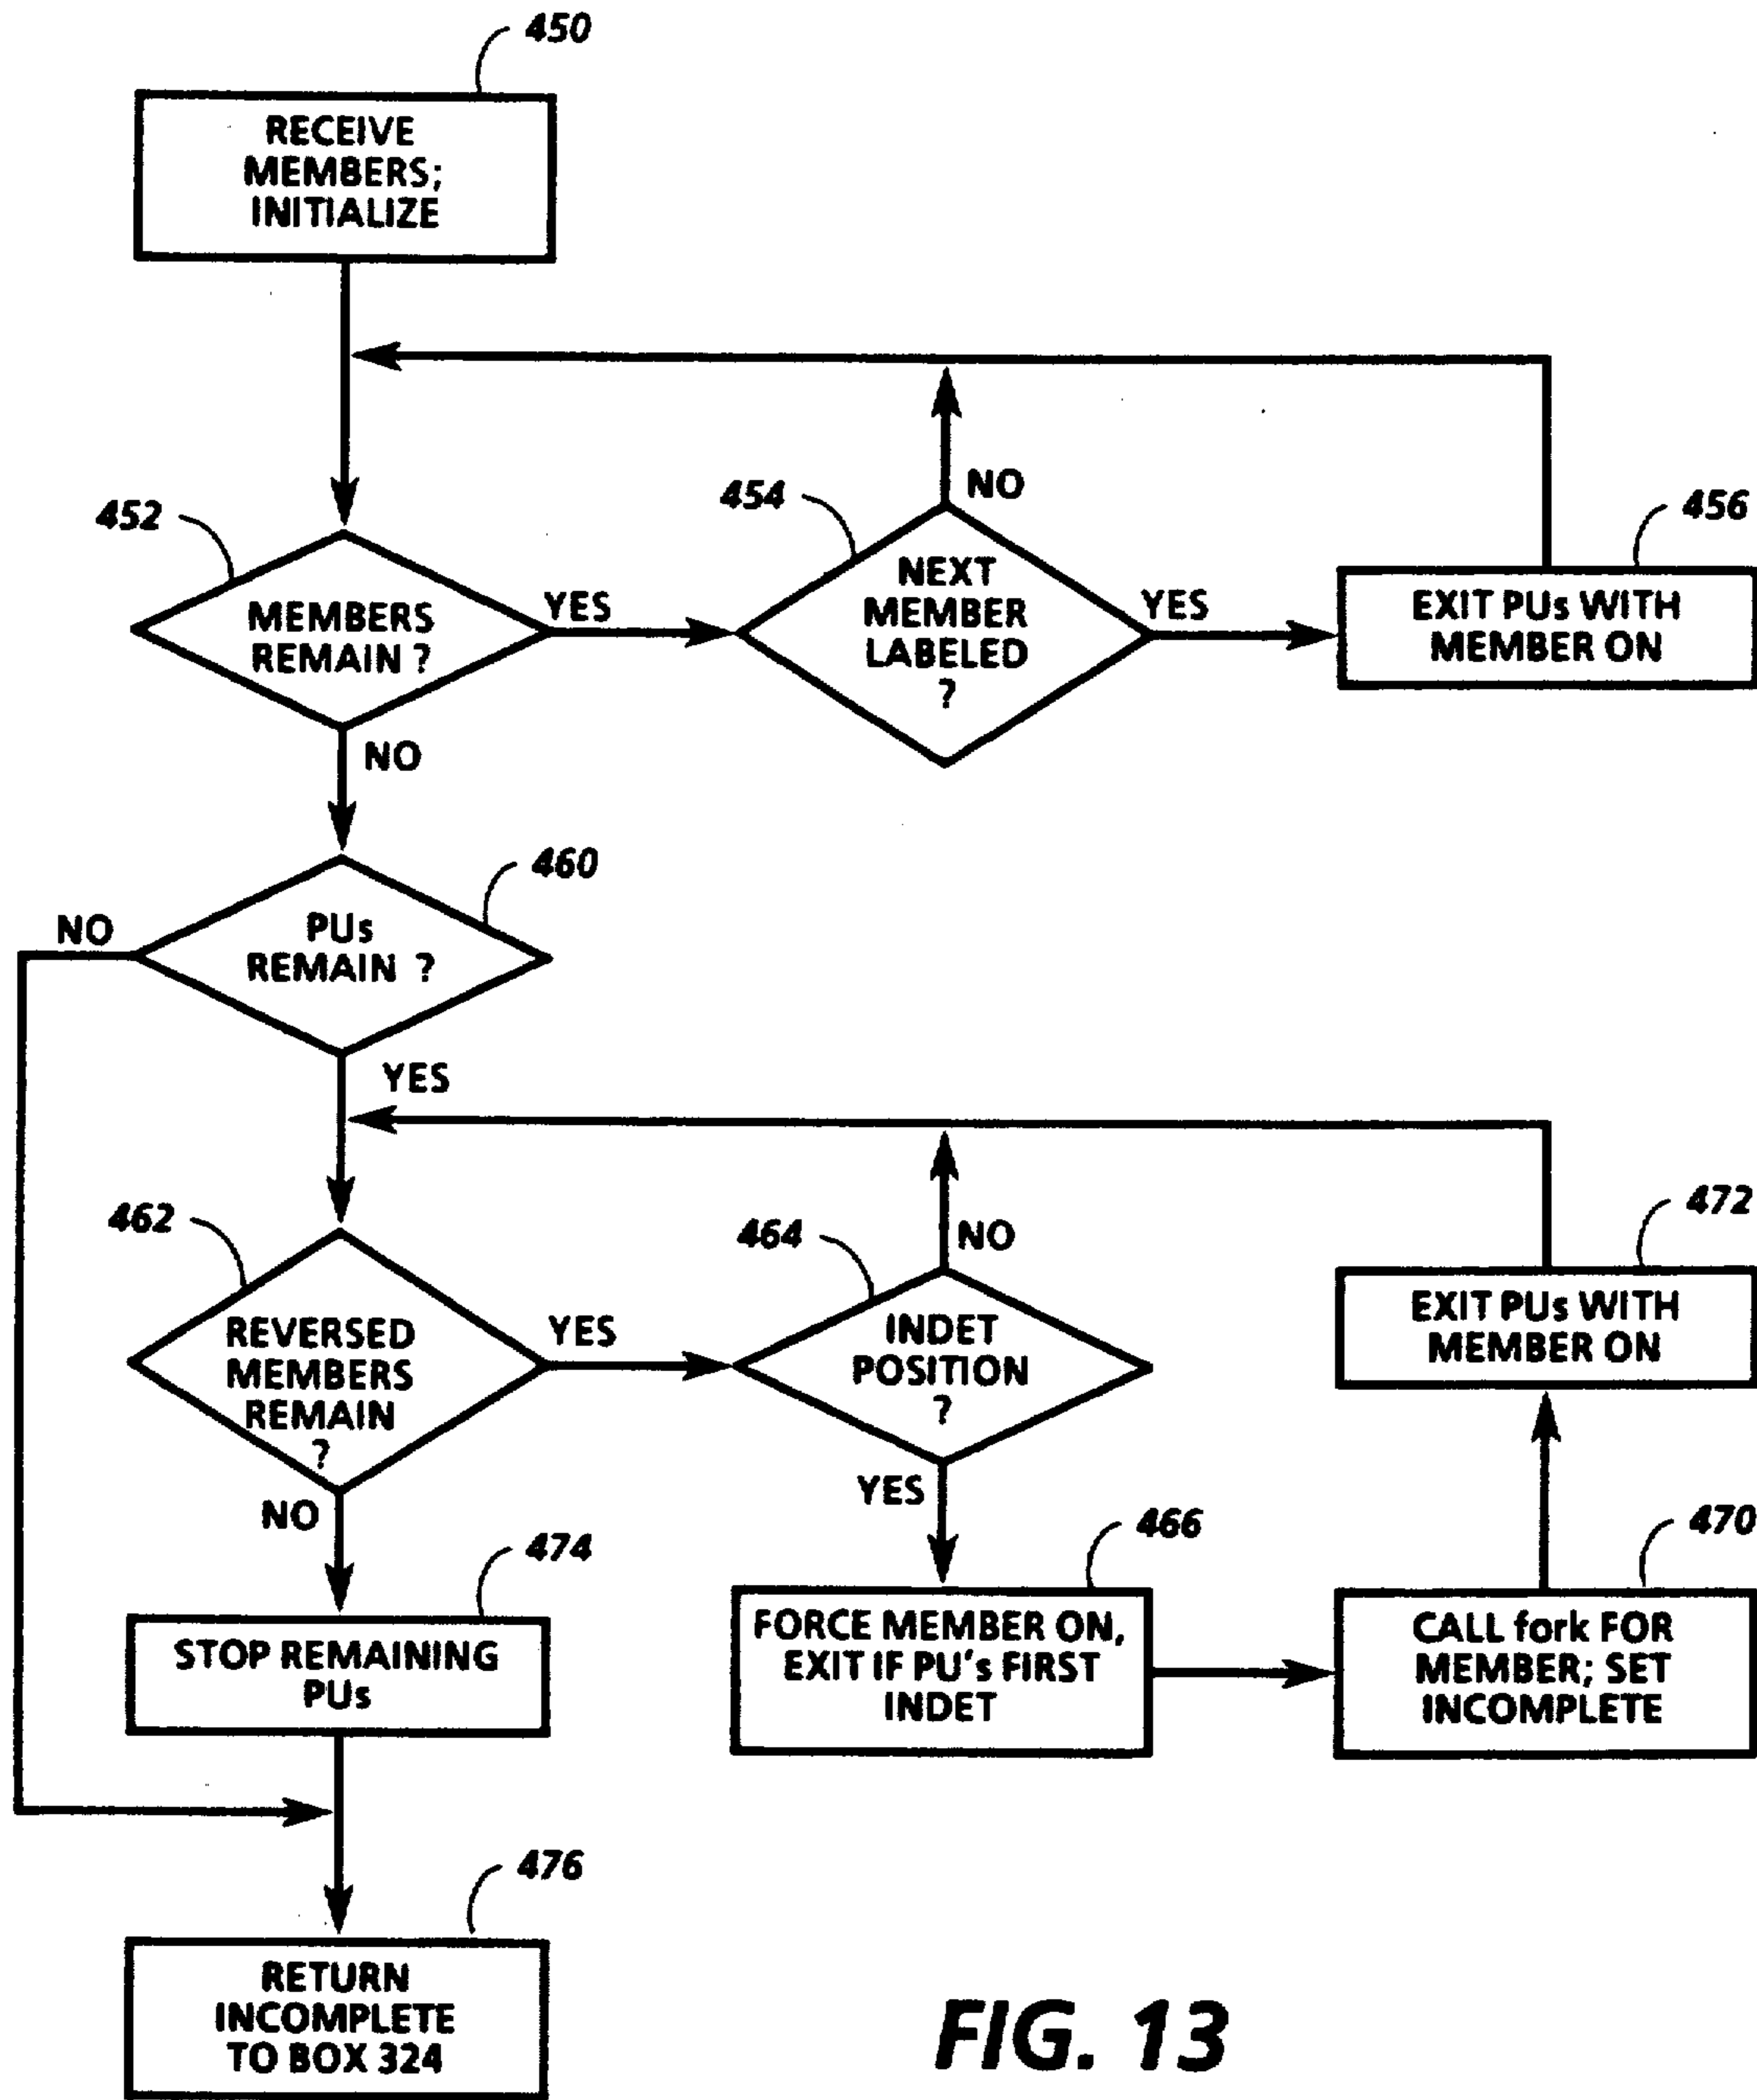 450
RECEIVE
MEMBERS;
INITIALIZE
452
MEMBERS
REMAIN ?
YES
NO
454
NEXT
MEMBER
LABELED
?
NO
YES
456
EXIT PUs WITH
MEMBER ON
460
PUs
REMAIN ?
NO
YES
462
REVERSED
MEMBERS
REMAIN
?
YES
NO
464
INDET
POSITION
?
NO
YES
466
FORCE MEMBER ON,
EXIT IF PU's FIRST
INDET
470
CALL fork FOR
MEMBER; SET
INCOMPLETE
472
EXIT PUs WITH
MEMBER ON
474
STOP REMAINING
PUs
476
RETURN
INCOMPLETE
TO BOX 324
FIG. 13